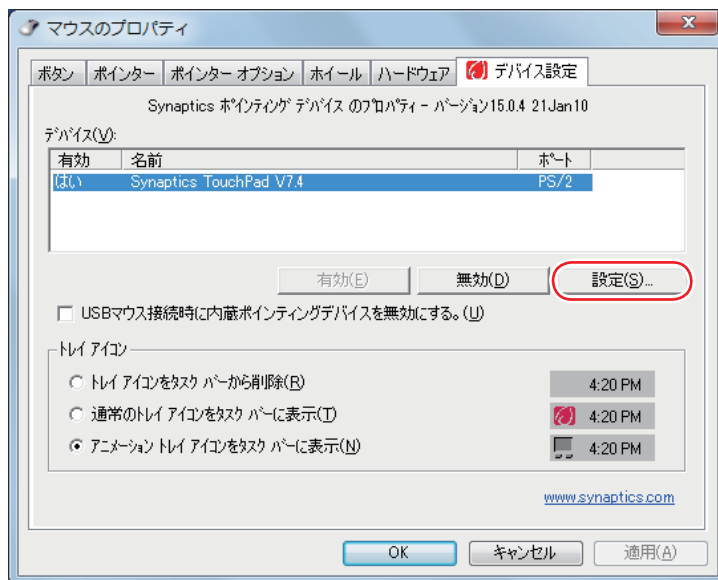 マウスのプロパティ
ボタン ポインター ポインター オプション ホイール ハードウェア デバイス設定
Synaptics ポインティング デバイス のプロパティ - バージョン15.0.4 21Jan10
デバイス(V):
有効 名前 ポート
はい Synaptics TouchPad V7.4 PS/2
有効(E) 無効(D) 設定(S)...
USBマウス接続時に内蔵ポインティングデバイスを無効にする。(U)
トレイ アイコン
トレイ アイコンをタスク バーから削除(R) 4:20 PM
通常のトレイ アイコンをタスク バーに表示(T) 4:20 PM
アニメーション トレイ アイコンをタスク バーに表示(N) 4:20 PM
www.synaptics.com
OK キャンセル 適用(A)